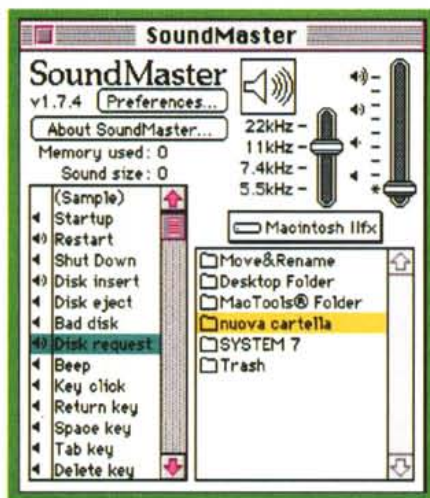 SoundMaster
SoundMaster
v1.7.4 Preferences...
About SoundMaster...
Memory used: 0
Sound size: 0
22kHz
11kHz
7.4kHz
5.5kHz
*
Macintosh IIfx
(Sample)
Startup
Restart
Shut Down
Disk insert
Disk eject
Bad disk
Disk request
Beep
Key click
Return key
Space key
Tab key
Delete key
Move&Rename
Desktop Folder
MacTools® Folder
nuova cartella
SYSTEM 7
Trash